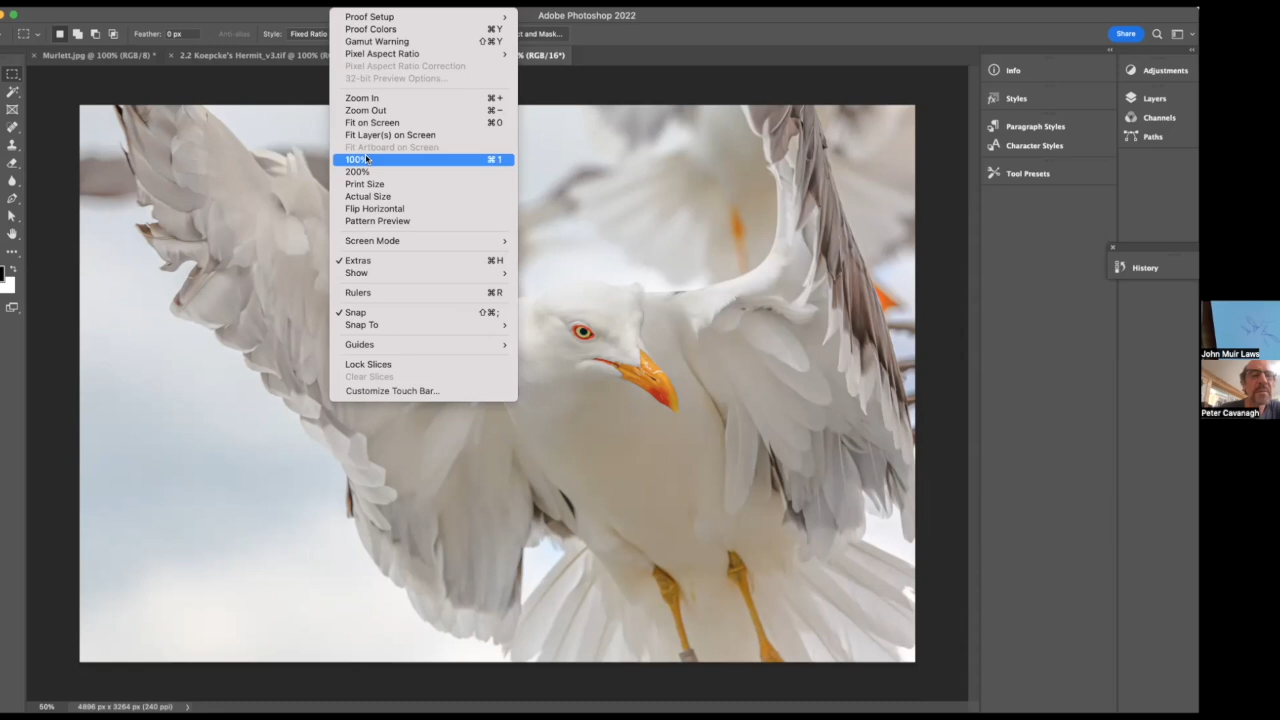 Adobe Photoshop 2022
Feather: 0 px
Anti-alias
Style: Fixed Ratio
ct and Mask...
Share
× Murlett.jpg @ 100% (RGB/8) *
× 2.2 Koepcke's Hermit_v3.tif @ 100% (R
% (RGB/16*)
Proof Setup
Proof Colors ⌘Y
Gamut Warning ⇧⌘Y
Pixel Aspect Ratio
Pixel Aspect Ratio Correction
32-bit Preview Options...
Zoom In ⌘+
Zoom Out ⌘−
Fit on Screen ⌘0
Fit Layer(s) on Screen
Fit Artboard on Screen
100% ⌘1
200%
Print Size
Actual Size
Flip Horizontal
Pattern Preview
Screen Mode
✓ Extras ⌘H
Show
Rulers ⌘R
✓ Snap ⇧⌘;
Snap To
Guides
Lock Slices
Clear Slices
Customize Touch Bar...
Info
Styles
Paragraph Styles
Character Styles
Tool Presets
Adjustments
Layers
Channels
Paths
History
John Muir Laws
Peter Cavanagh
50%
4896 px x 3264 px (240 ppi)